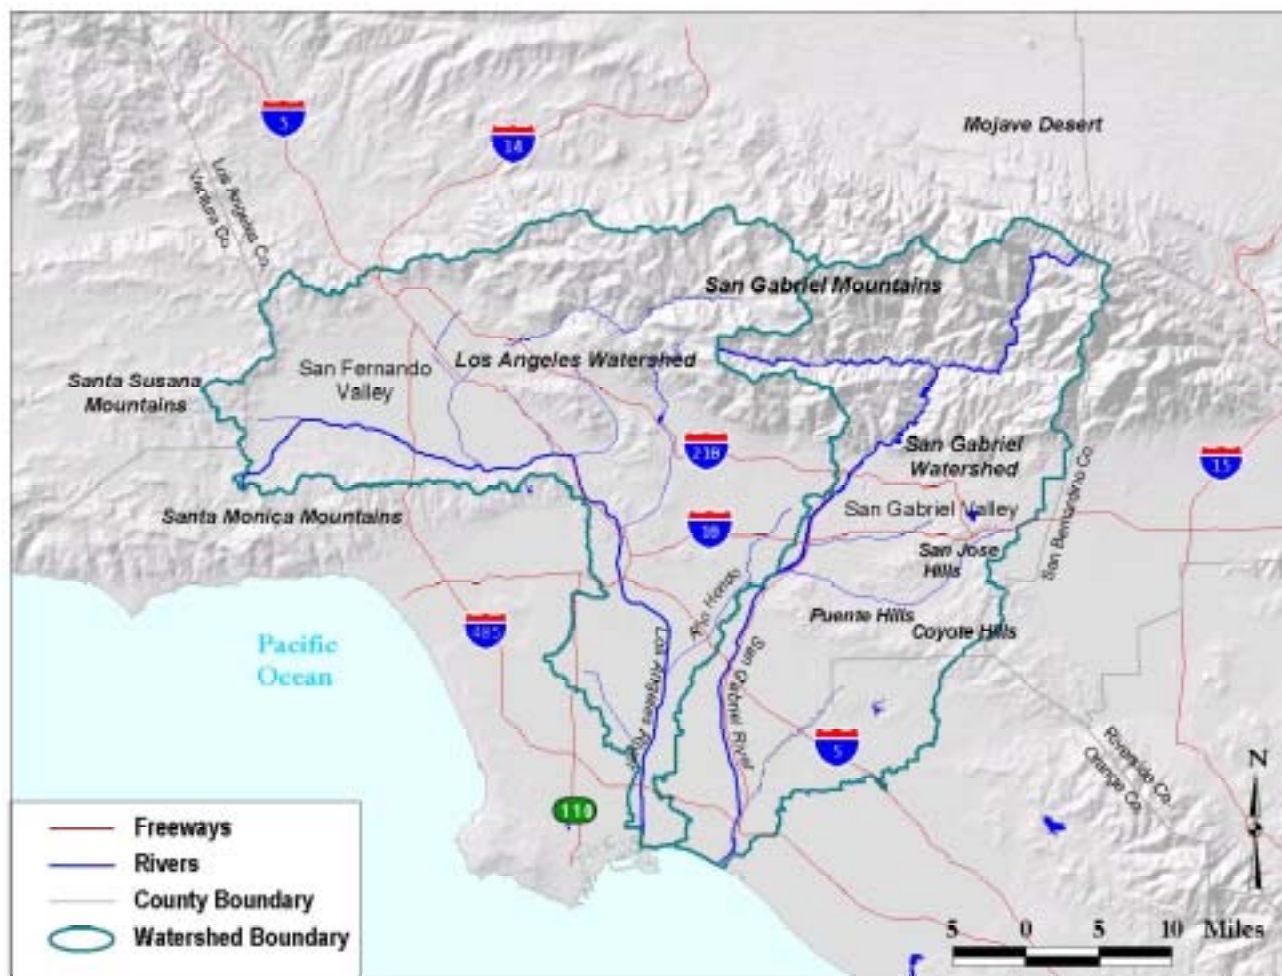 Mojave Desert
5
14
Los Angeles Co.
Ventura Co.
San Gabriel Mountains
Los Angeles Watershed
San Fernando
Valley
Santa Susana
Mountains
210
San Gabriel
Watershed
15
San Bernardino Co.
Santa Monica Mountains
San Gabriel Valley
10
San Jose
Hills
Rio Hondo
Puente Hills
Coyote Hills
405
Pacific
Ocean
Los Angeles River
San Gabriel River
5
Riverside Co.
Orange Co.
N
110
Freeways
Rivers
County Boundary
Watershed Boundary
5 0 5 10 Miles